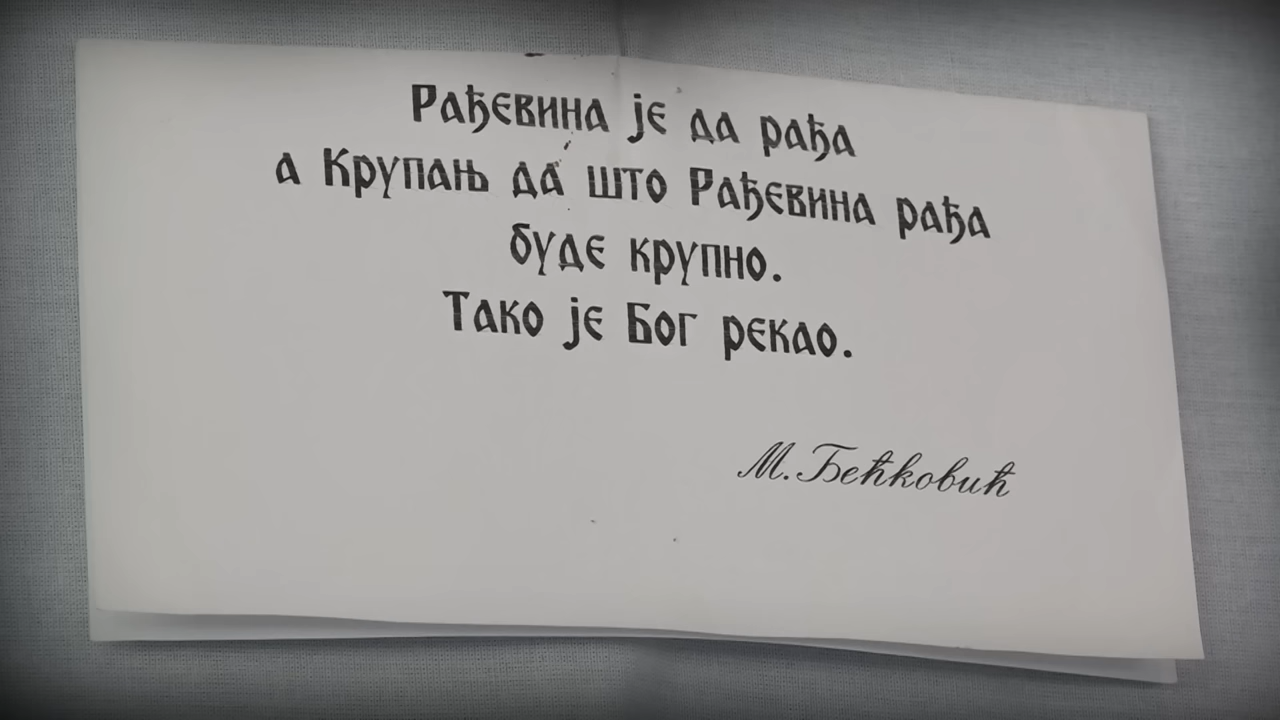 Рађевина је да рађа
а Крупањ да што Рађевина рађа
буде крупно.
Тако је Бог рекао.
М. Бећковић